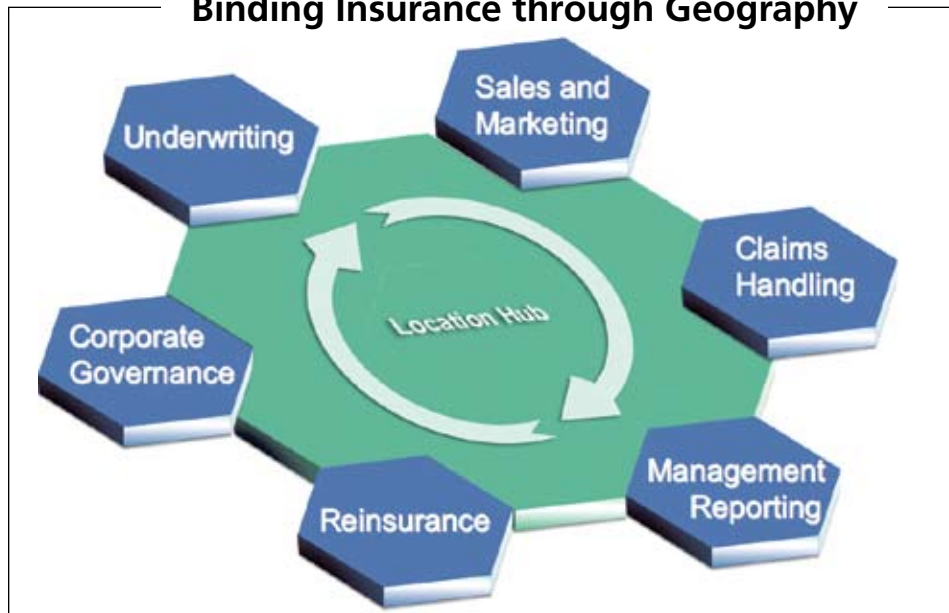 Binding Insurance through Geography
Sales and
Marketing
Underwriting
Claims
Handling
Location Hub
Corporate
Governance
Management
Reporting
Reinsurance